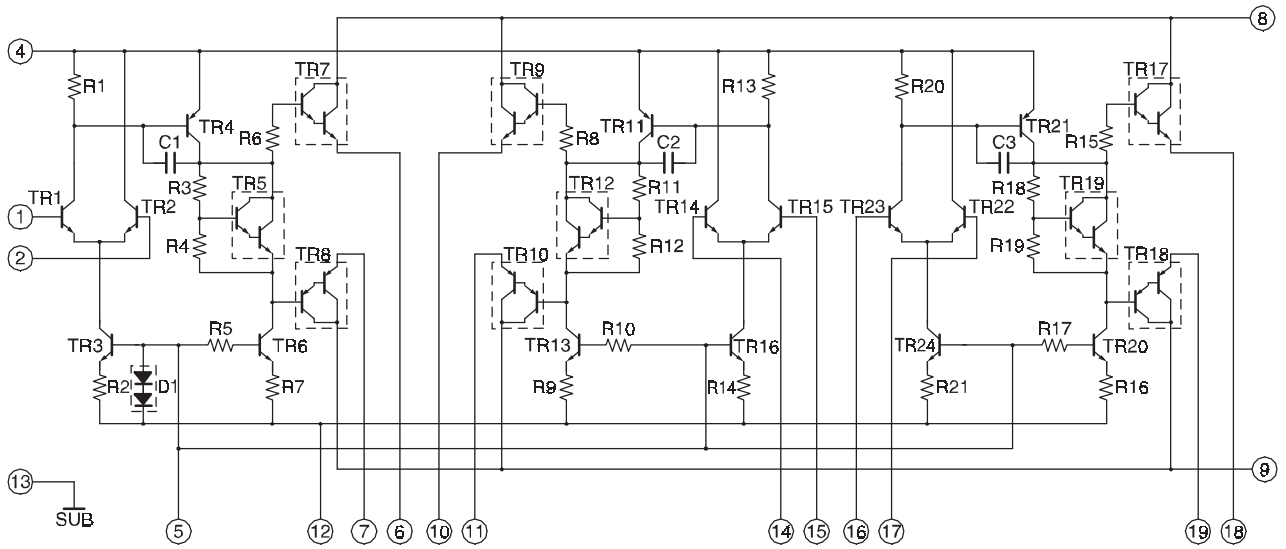 4
8
R1
TR4
R6
TR7
TR9
R8
TR11
R13
R20
TR21
R15
TR17
C1
C2
C3
TR1
TR2
R3
TR5
TR12
R11
TR14
TR15
TR23
TR22
R18
TR19
1
2
R4
TR8
TR10
R12
R19
TR18
TR3
R5
TR6
TR13
R10
TR16
TR24
R17
TR20
R2
D1
R7
R9
R14
R21
R16
13
SUB
9
5
12
7
6
10
11
14
15
16
17
19
18